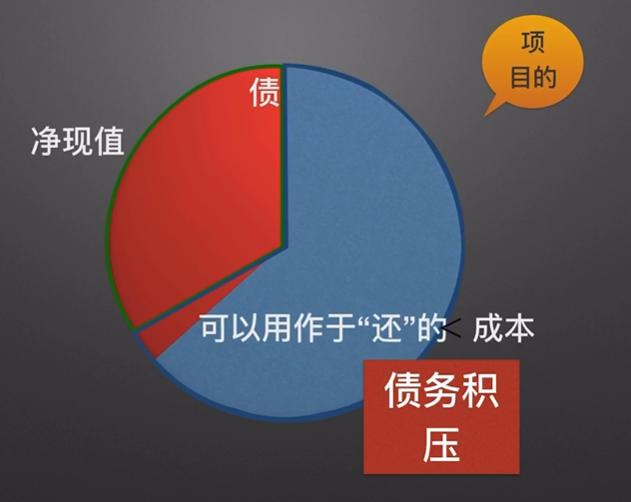 项
目的
债
净现值
可以用作于“还”的< 成本
债务积
压